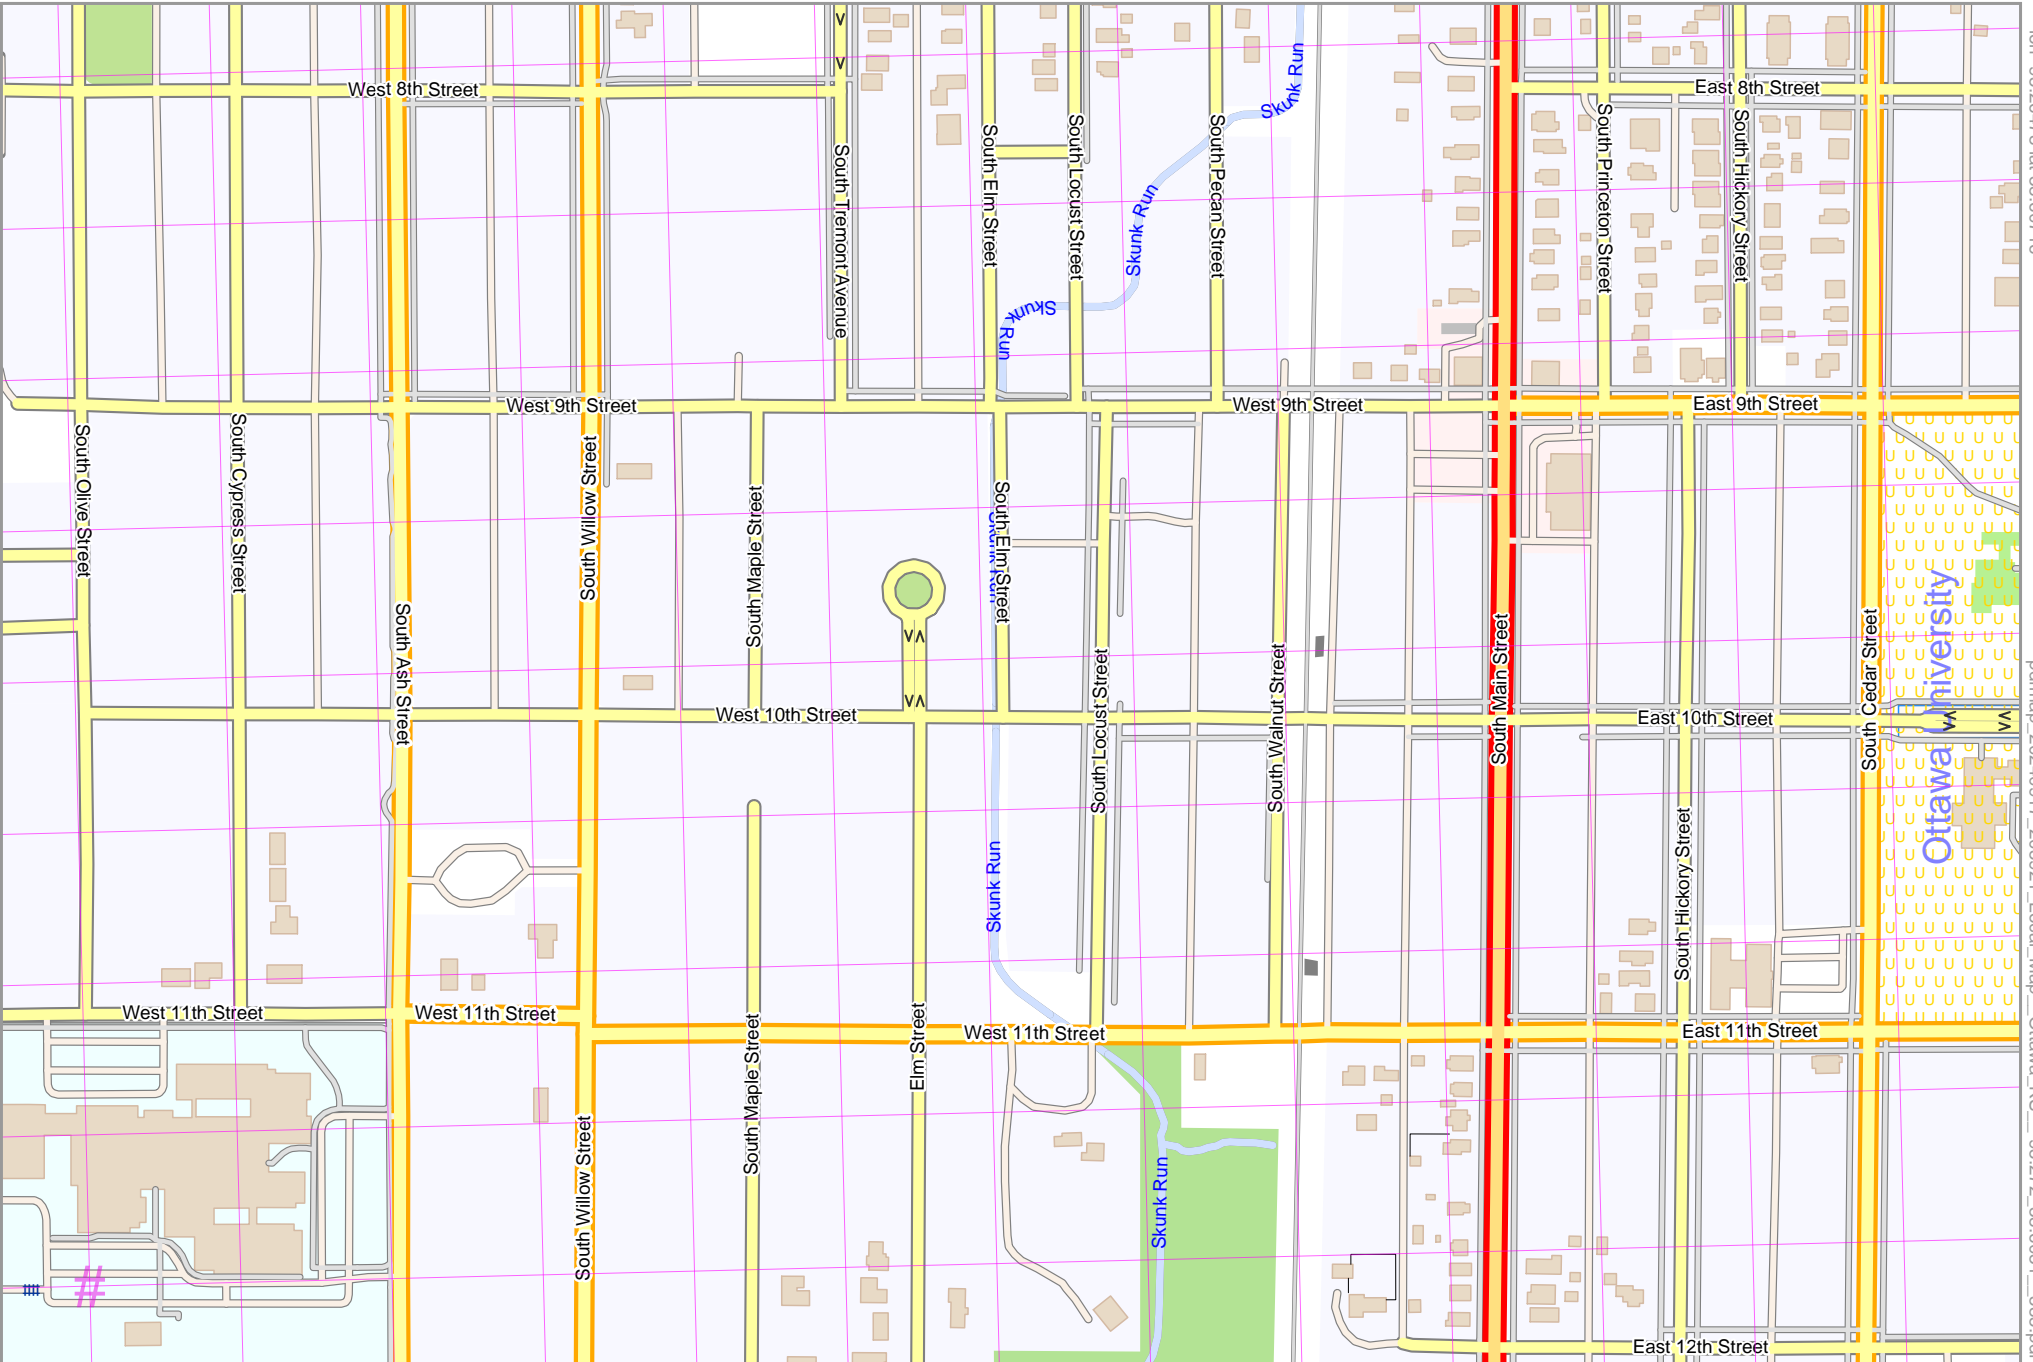 West 8th Street
East 8th Street
Skunk Run
Skunk Run
Skunk Run
South Tremont Avenue
South Elm Street
South Locust Street
South Pecan Street
South Princeton Street
South Hickory Street
West 9th Street
West 9th Street
East 9th Street
South Olive Street
South Cypress Street
South Ash Street
South Willow Street
South Maple Street
South Elm Street
Skunk Run
South Locust Street
South Walnut Street
South Main Street
South Cedar Street
Ottawa University
West 10th Street
East 10th Street
South Hickory Street
Skunk Run
West 11th Street
West 11th Street
West 11th Street
East 11th Street
South Willow Street
South Maple Street
Elm Street
Skunk Run
#
East 12th Street